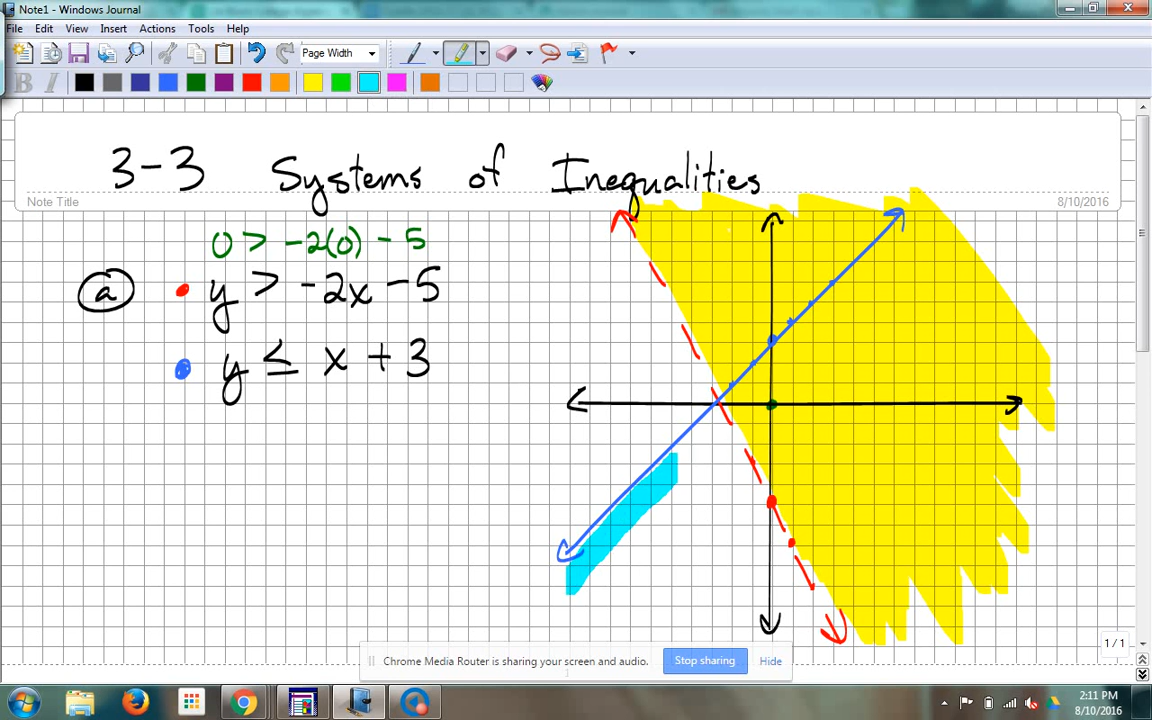 Note1 - Windows Journal
File Edit View Insert Actions Tools Help
Page Width
B I
3-3 Systems of Inequalities
Note Title
8/10/2016
0 > -2(0) - 5
a y > -2x - 5
y ≤ x + 3
1/1
Chrome Media Router is sharing your screen and audio. Stop sharing Hide
2:11 PM
8/10/2016